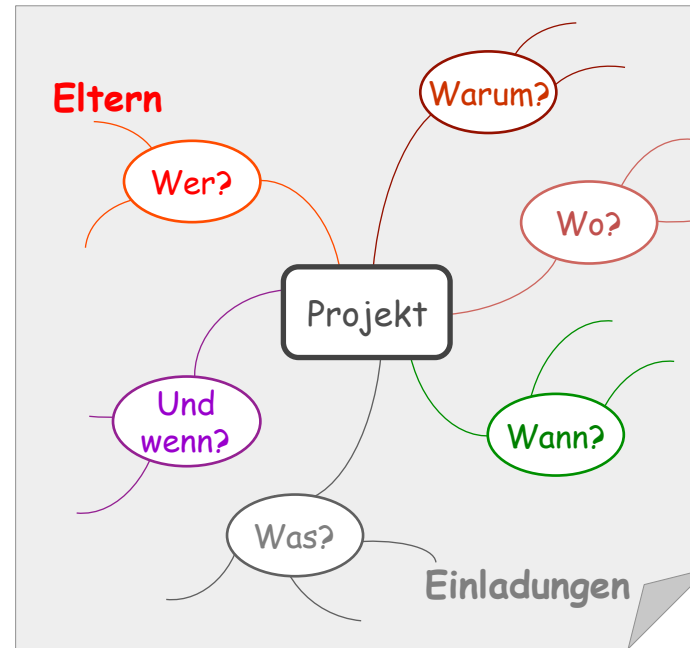 Warum?
Eltern
Wer?
Wo?
Projekt
Und
wenn?
Wann?
Was?
Einladungen